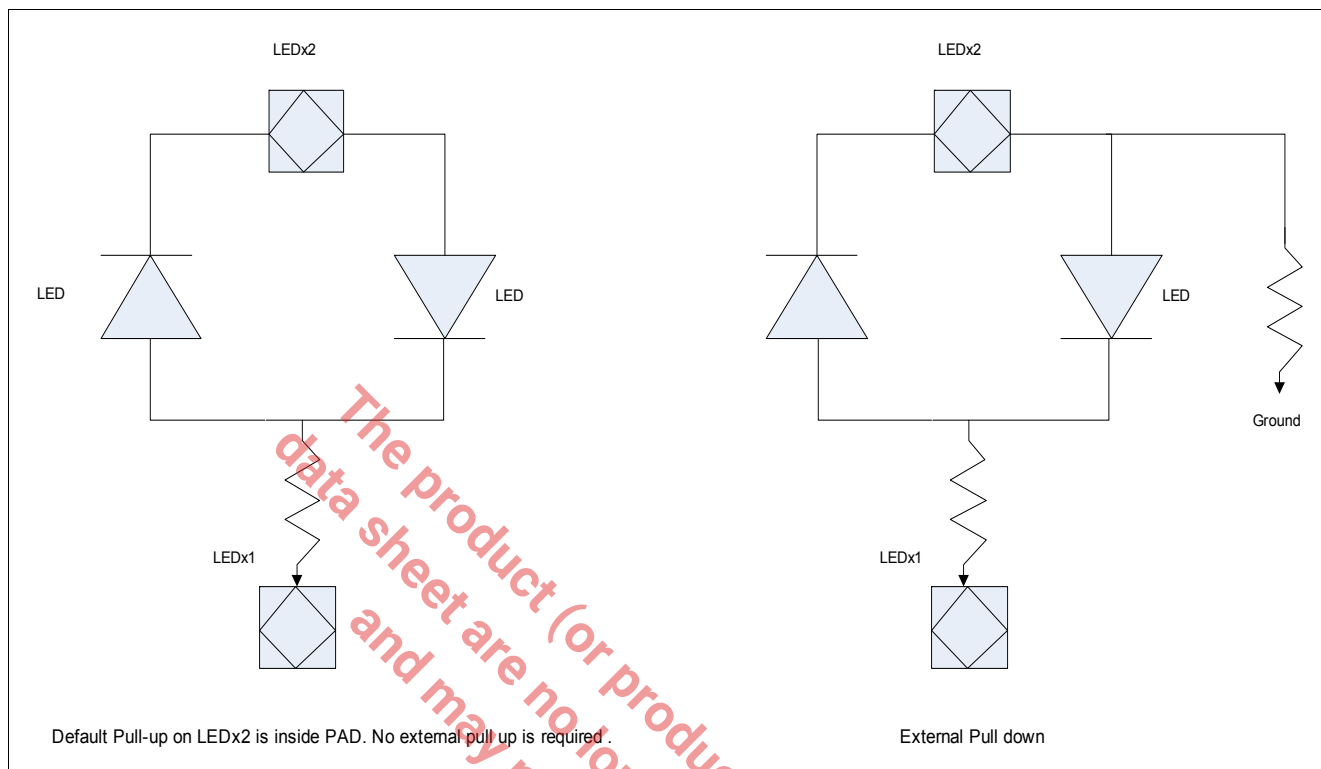 LEDx2
LED
LED
LEDx1
Default Pull-up on LEDx2 is inside PAD. No external pull up is required .
LEDx2
LED
Ground
LEDx1
External Pull down
The product (or produc
data sheet are no lon
and may n